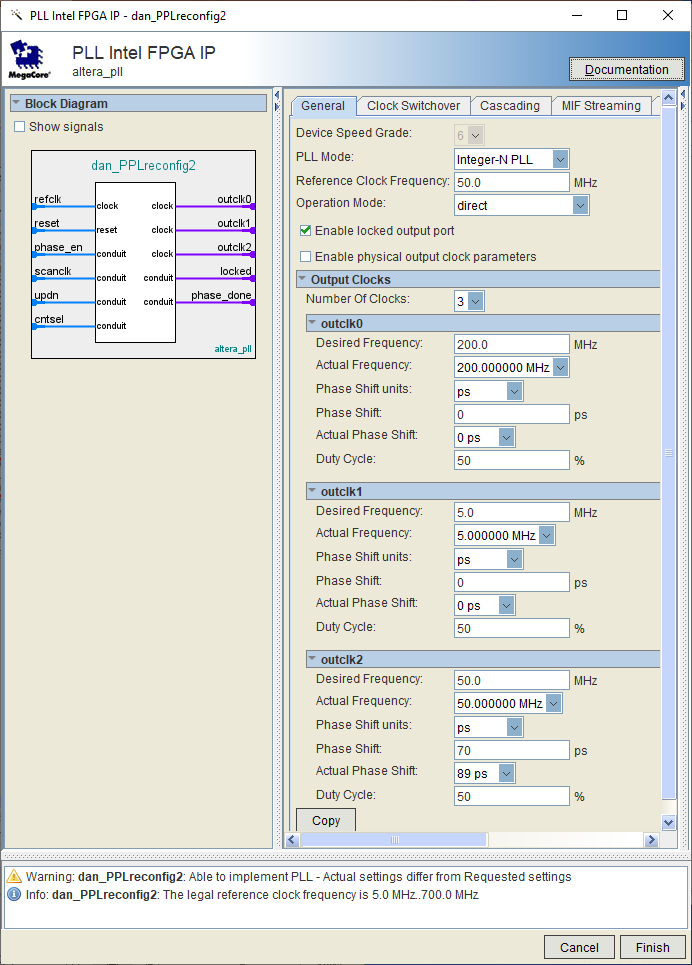 PLL Intel FPGA IP - dan_PPLreconfig2
PLL Intel FPGA IP
altera_pll
MegaCore®
Documentation
Block Diagram
Show signals
dan_PPLreconfig2
refclk clock clock outclk0
reset reset clock outclk1
phase_en conduit clock outclk2
scanclk conduit conduit locked
updn conduit conduit phase_done
cntsel conduit
altera_pll
General Clock Switchover Cascading MIF Streaming
Device Speed Grade: 6
PLL Mode: Integer-N PLL
Reference Clock Frequency: 50.0 MHz
Operation Mode: direct
Enable locked output port
Enable physical output clock parameters
Output Clocks
Number Of Clocks: 3
outclk0
Desired Frequency: 200.0 MHz
Actual Frequency: 200.000000 MHz
Phase Shift units: ps
Phase Shift: 0 ps
Actual Phase Shift: 0 ps
Duty Cycle: 50 %
outclk1
Desired Frequency: 5.0 MHz
Actual Frequency: 5.000000 MHz
Phase Shift units: ps
Phase Shift: 0 ps
Actual Phase Shift: 0 ps
Duty Cycle: 50 %
outclk2
Desired Frequency: 50.0 MHz
Actual Frequency: 50.000000 MHz
Phase Shift units: ps
Phase Shift: 70 ps
Actual Phase Shift: 89 ps
Duty Cycle: 50 %
Copy
Warning: dan_PPLreconfig2: Able to implement PLL - Actual settings differ from Requested settings
Info: dan_PPLreconfig2: The legal reference clock frequency is 5.0 MHz..700.0 MHz
Cancel Finish